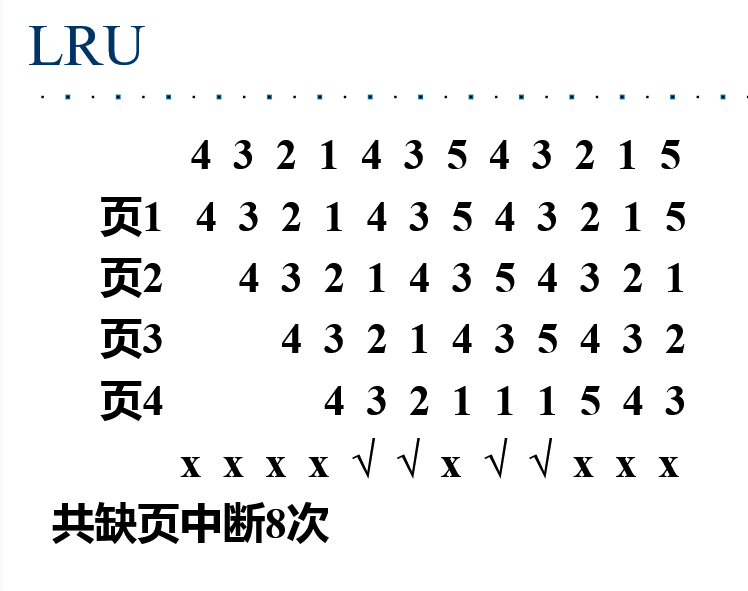 LRU
4 3 2 1 4 3 5 4 3 2 1 5
页1 4 3 2 1 4 3 5 4 3 2 1 5
页2 4 3 2 1 4 3 5 4 3 2 1
页3 4 3 2 1 4 3 5 4 3 2
页4 4 3 2 1 1 1 5 4 3
x x x x √ √ x √ √ x x x
共缺页中断8次